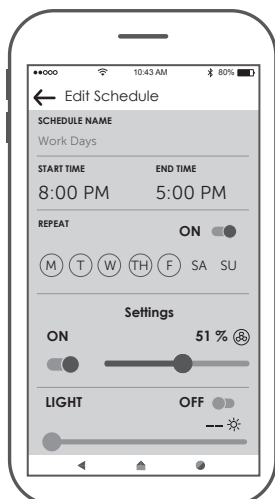 10:43 AM 80%
Edit Schedule
SCHEDULE NAME
Work Days
START TIME END TIME
8:00 PM 5:00 PM
REPEAT ON
M T W TH F SA SU
Settings
ON 51 %
LIGHT OFF
--